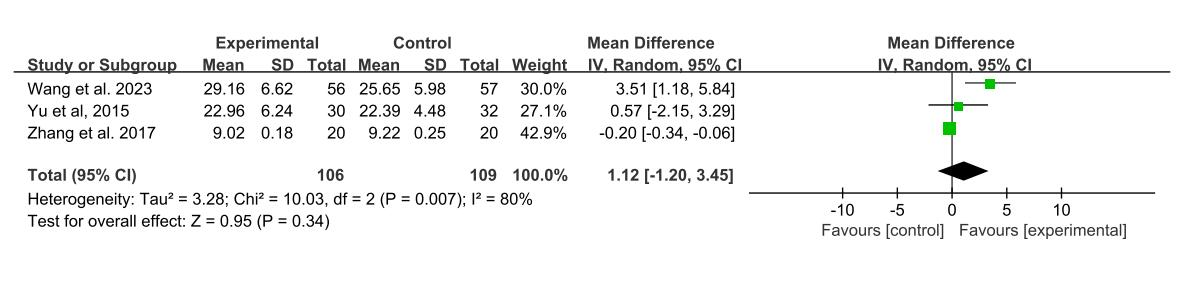 Experimental Control Mean Difference Mean Difference
Study or Subgroup Mean SD Total Mean SD Total Weight IV, Random, 95% CI IV, Random, 95% CI
Wang et al. 2023 29.16 6.62 56 25.65 5.98 57 30.0% 3.51 [1.18, 5.84]
Yu et al, 2015 22.96 6.24 30 22.39 4.48 32 27.1% 0.57 [-2.15, 3.29]
Zhang et al. 2017 9.02 0.18 20 9.22 0.25 20 42.9% -0.20 [-0.34, -0.06]
Total (95% CI) 106 109 100.0% 1.12 [-1.20, 3.45]
Heterogeneity: Tau² = 3.28; Chi² = 10.03, df = 2 (P = 0.007); I² = 80%
Test for overall effect: Z = 0.95 (P = 0.34)
-10 -5 0 5 10
Favours [control] Favours [experimental]